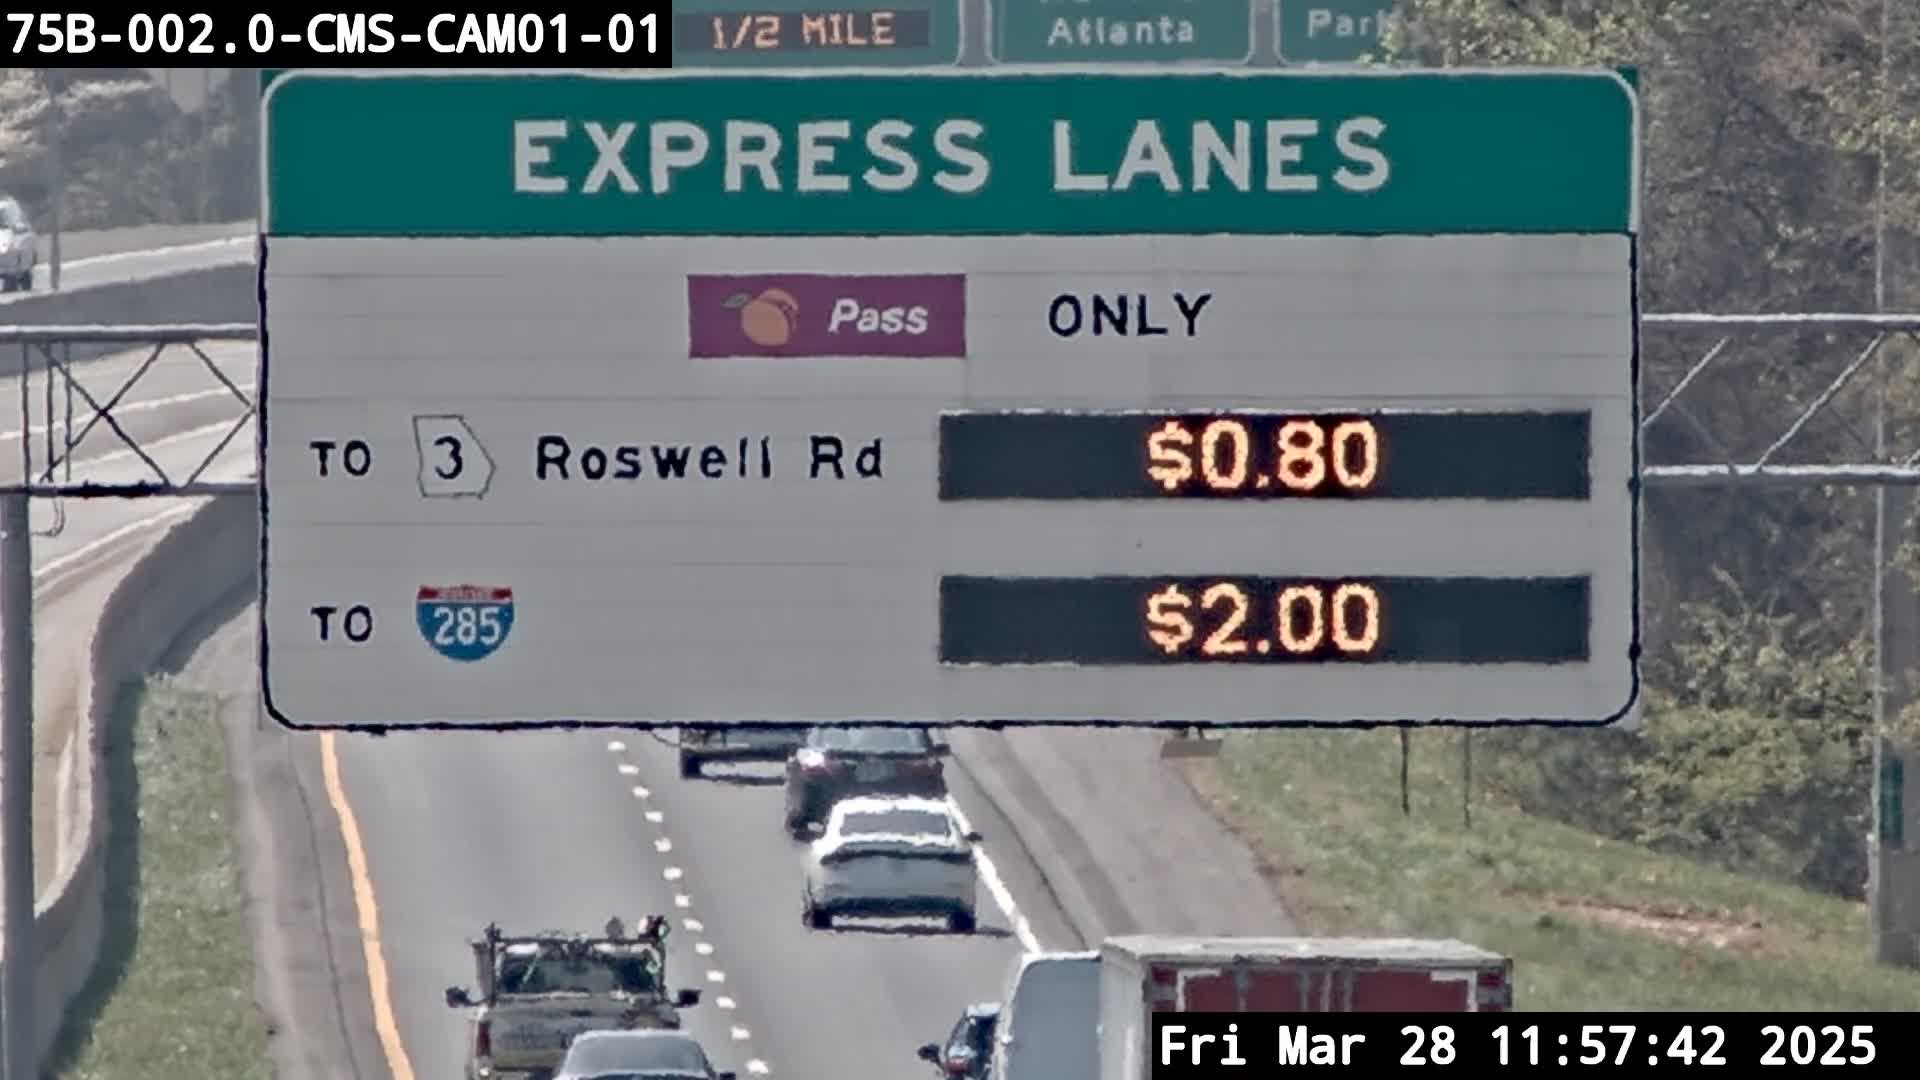 75B-002.0-CMS-CAM01-01
1/2 MILE
Atlanta
Park
EXPRESS LANES
Pass ONLY
TO 3 Roswell Rd $0.80
TO 285 $2.00
Fri Mar 28 11:57:42 2025